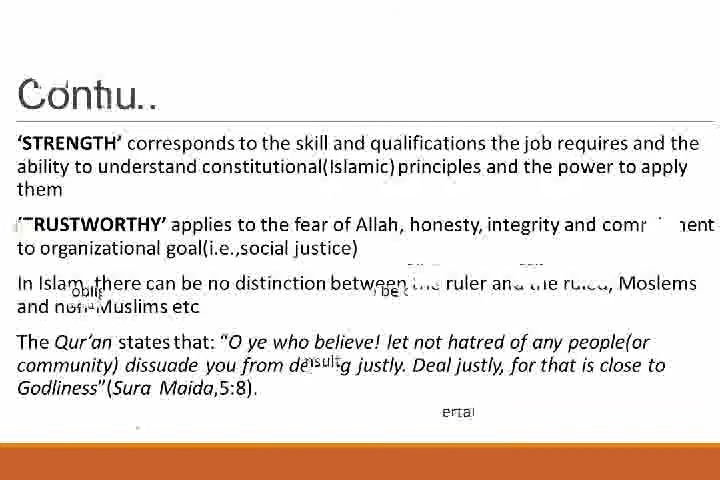 Contiu..
‘STRENGTH’ corresponds to the skill and qualifications the job requires and the
ability to understand constitutional(Islamic) principles and the power to apply
them
‘TRUSTWORTHY’ applies to the fear of Allah, honesty, integrity and
to organizational goal(i.e.,social justice)
In Islam, there can be no distinction between the ruler and the ruled, Moslems
and non-Muslims etc
The Qur’an states that: “O ye who believe! let not hatred of any people(or
community) dissuade you from justly. Deal justly, for that is close to
Godliness”(Sura Maida,5:8).